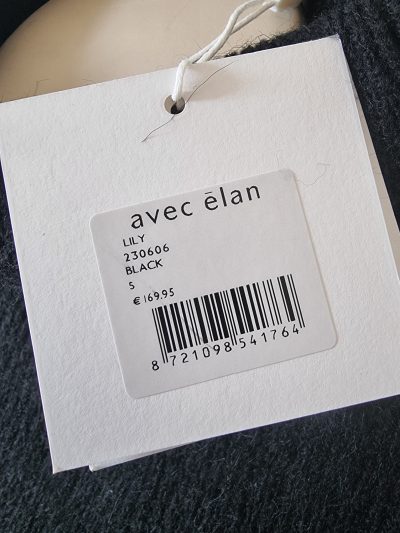 avec ēlan
LILY
230606
BLACK
S
€ 169.95
8 721098 541764